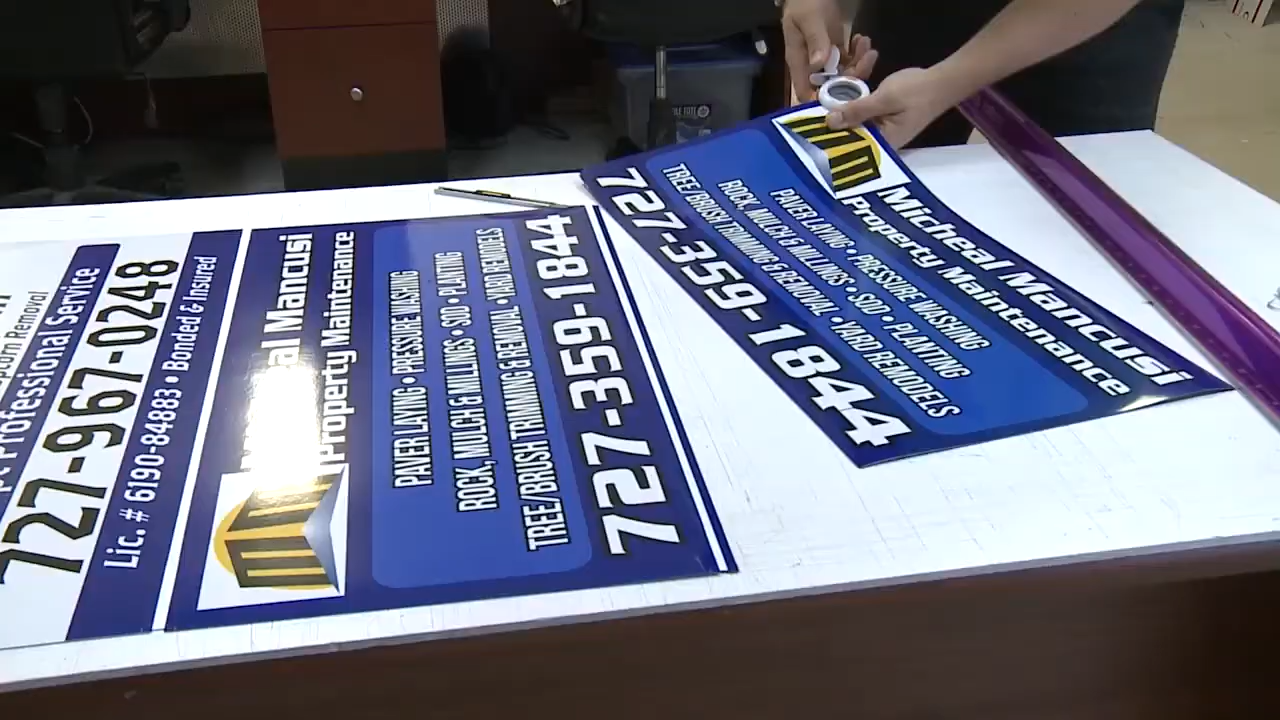 Removal
Professional Service
727-967-0248
Lic. # 6190-84883 • Bonded & Insured
Mancusi
Property Maintenance
PAVER LAYING • PRESSURE WASHING
ROCK, MULCH & MILLINGS • SOD • PLANTING
TREE/BRUSH TRIMMING & REMOVAL • YARD REMODELS
727-359-1844
Micheal Mancusi
Property Maintenance
PAVER LAYING • PRESSURE WASHING
ROCK, MULCH & MILLINGS • SOD • PLANTING
TREE/ BRUSH TRIMMING & REMOVAL • YARD REMODELS
727-359-1844